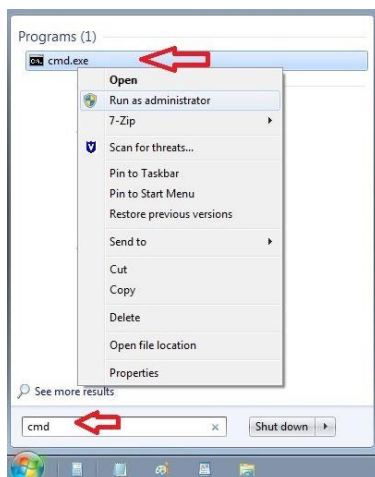 Programs (1)
cmd.exe
Open
Run as administrator
7-Zip
Scan for threats...
Pin to Taskbar
Pin to Start Menu
Restore previous versions
Send to
Cut
Copy
Delete
Open file location
Properties
See more results
cmd
Shut down